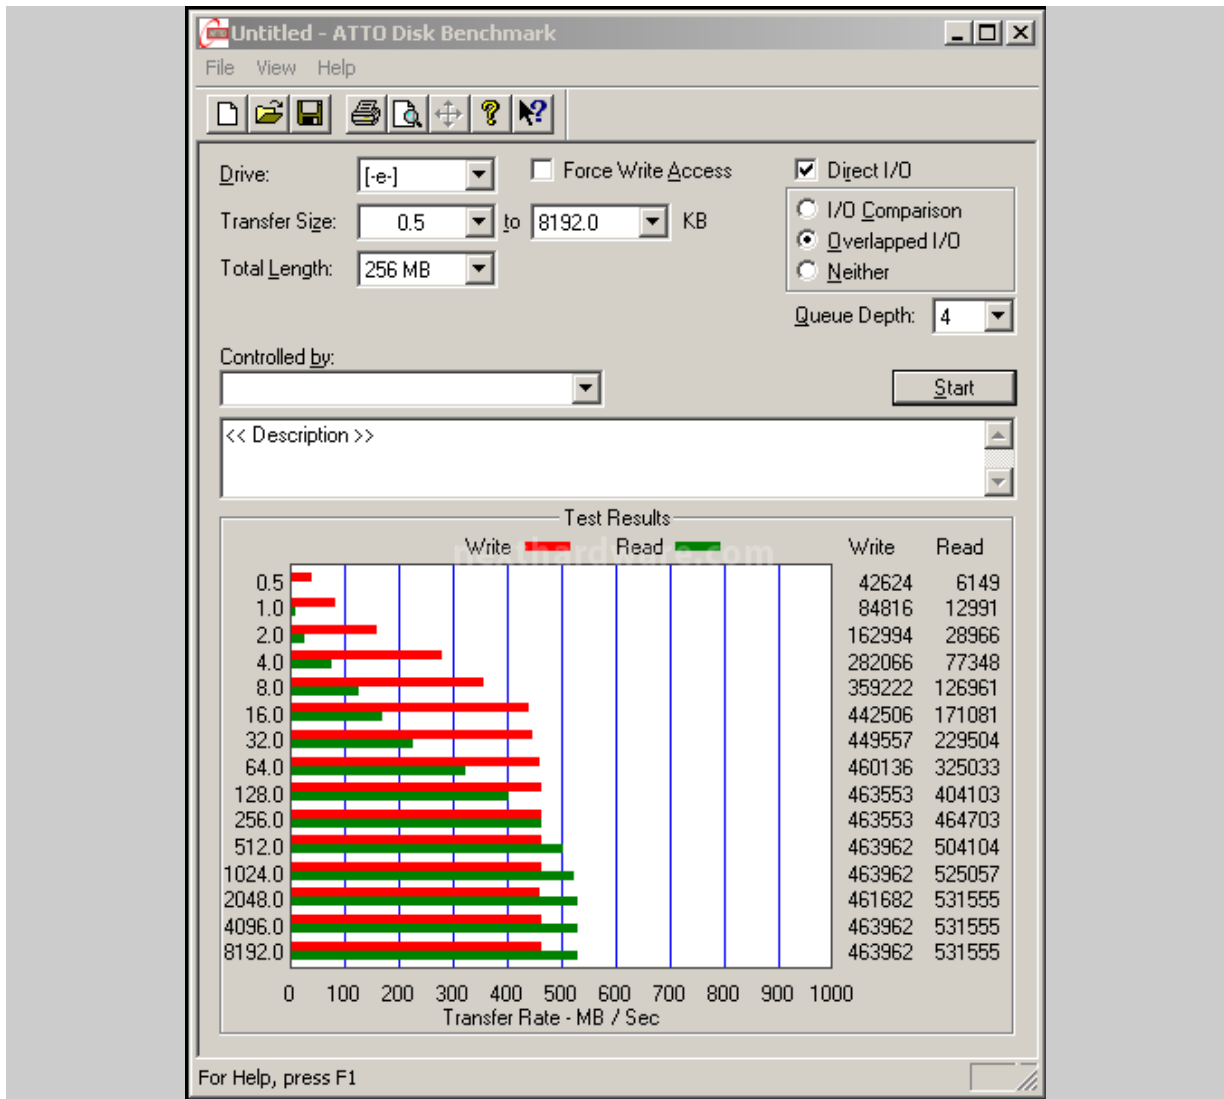 Untitled - ATTO Disk Benchmark
File View Help
Drive: [-e-] Force Write Access Direct I/O
Transfer Size: 0.5 to 8192.0 KB I/O Comparison
Overlapped I/O
Total Length: 256 MB Neither
Queue Depth: 4
Controlled by:
Start
<< Description >>
Test Results
Write Read Write Read
nexthardware.com
0.5 42624 6149
1.0 84816 12991
2.0 162994 28966
4.0 282066 77348
8.0 359222 126961
16.0 442506 171081
32.0 449557 229504
64.0 460136 325033
128.0 463553 404103
256.0 463553 464703
512.0 463962 504104
1024.0 463962 525057
2048.0 461682 531555
4096.0 463962 531555
8192.0 463962 531555
0 100 200 300 400 500 600 700 800 900 1000
Transfer Rate - MB / Sec
For Help, press F1